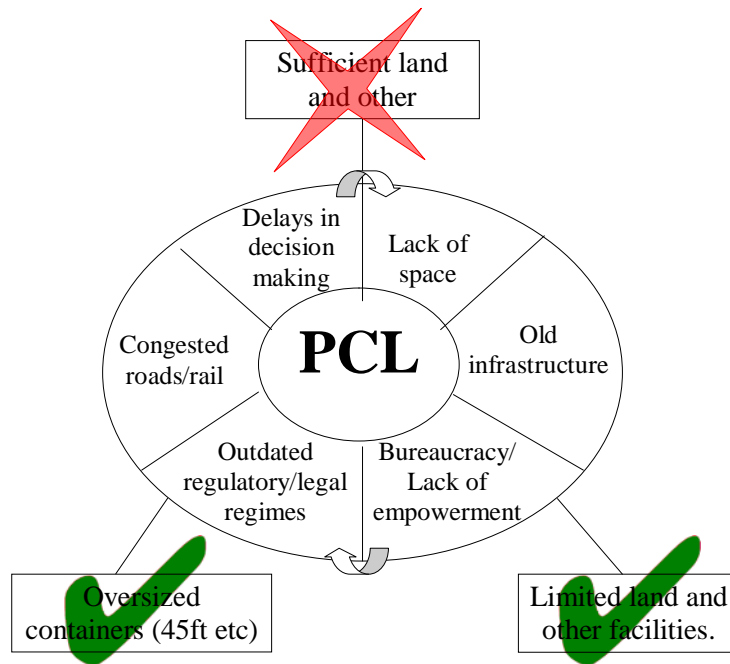 Sufficient land
and other
Delays in
decision
making
Lack of
space
Congested
roads/rail
PCL
Old
infrastructure
Outdated
regulatory/legal
regimes
Bureaucracy/
Lack of
empowerment
Oversized
containers (45ft etc)
Limited land and
other facilities.